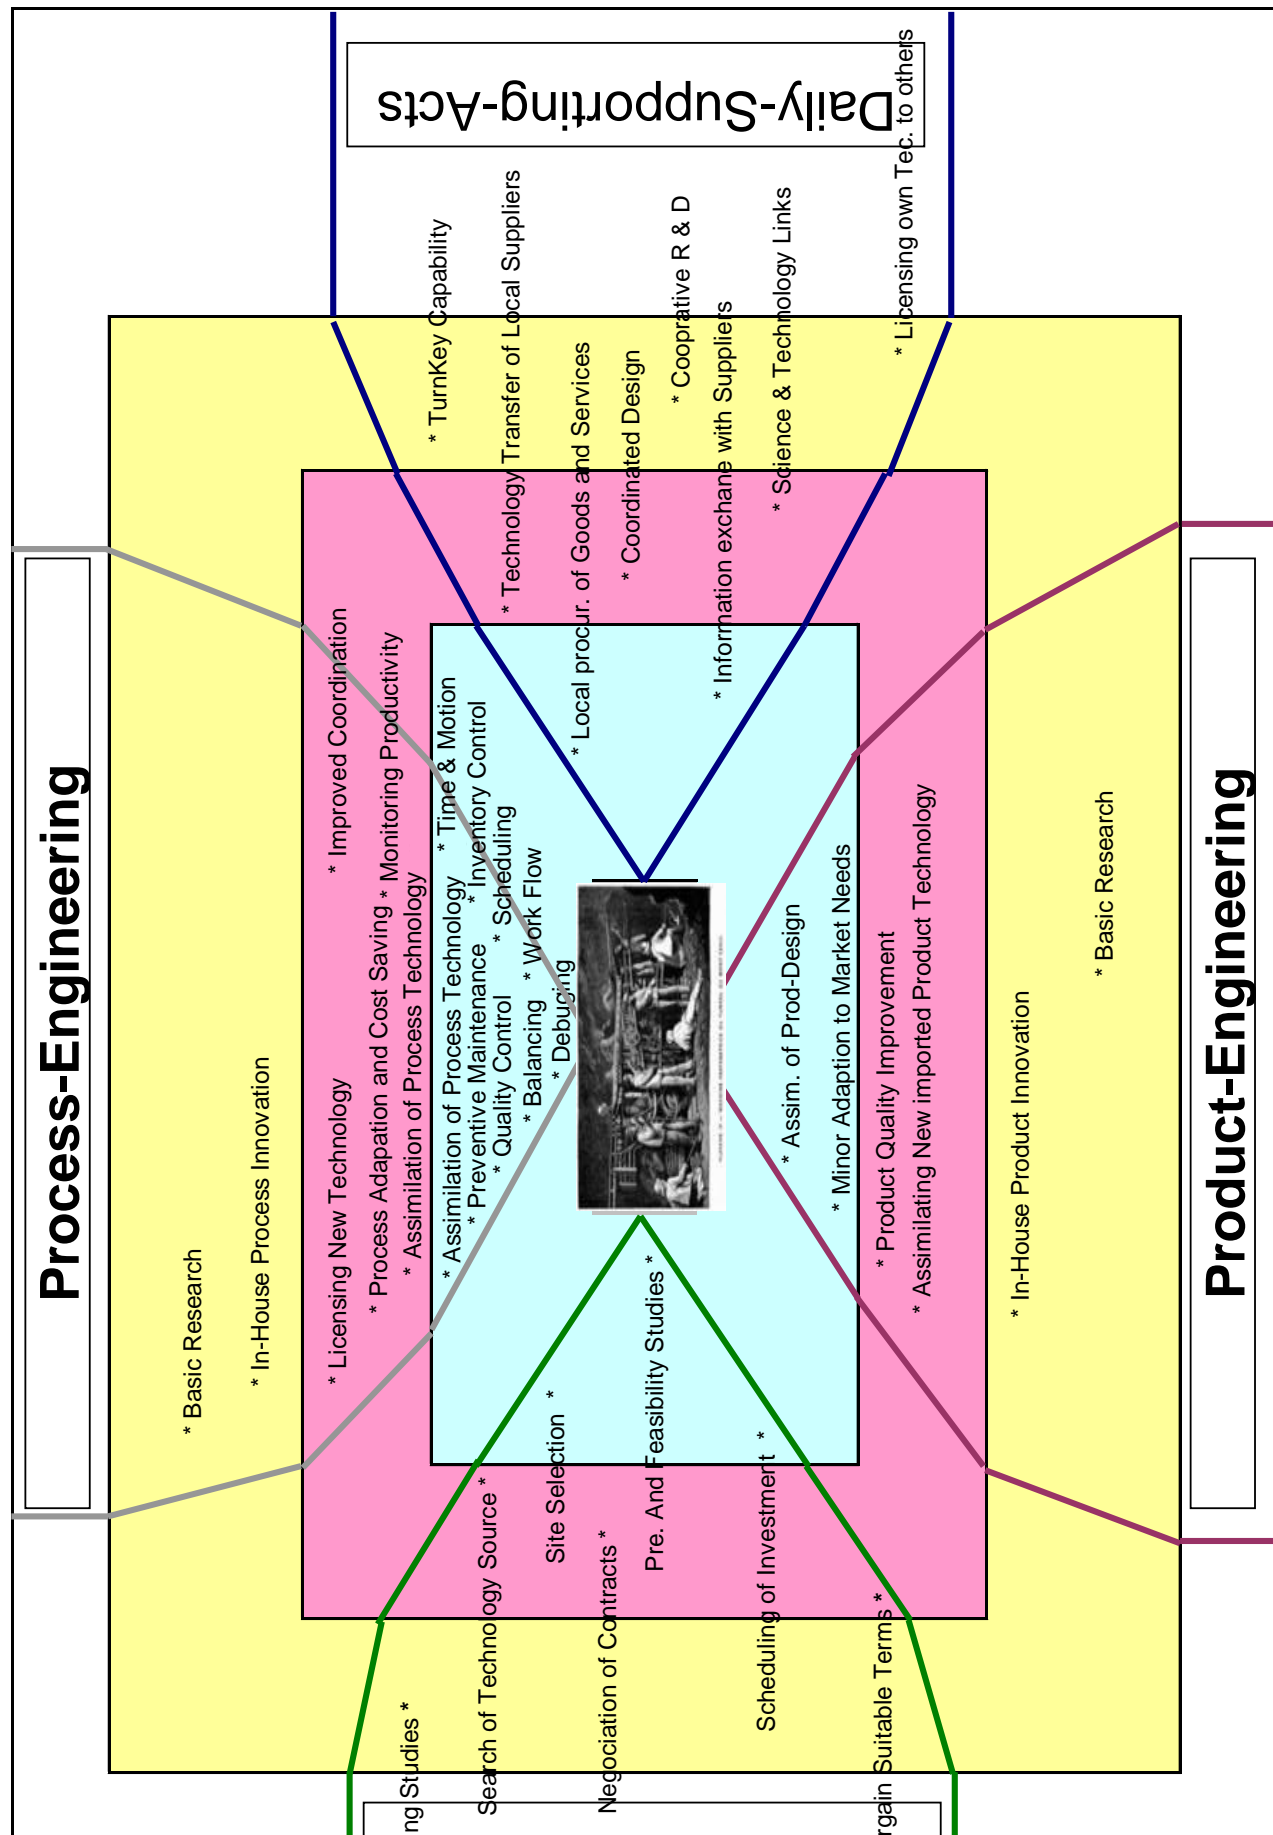 Process-Engineering
* Basic Research
* In-House Process Innovation
* Licensing New Technology
* Improved Coordination
* Process Adapation and Cost Saving
* Monitoring Productivity
* Assimilation of Process Technology
* Assimilation of Process Technology
* Time & Motion
* Preventive Maintenance
* Inventory Control
* Quality Control
* Scheduling
* Balancing
* Work Flow
* Debuging
Daily-Supporting-Acts
* TurnKey Capability
* Technology Transfer of Local Suppliers
* Local procur. of Goods and Services
* Coordinated Design
* Cooprative R & D
* Information exchane with Suppliers
* Science & Technology Links
* Licensing own Tec. to others
ng Studies *
Search of Technology Source *
Site Selection *
Negociation of Contracts *
Pre. And Feasibility Studies *
Scheduling of Investment *
rgain Suitable Terms *
* Assim. of Prod-Design
* Minor Adaption to Market Needs
* Product Quality Improvement
* Assimilating New imported Product Technology
* In-House Product Innovation
* Basic Research
Product-Engineering